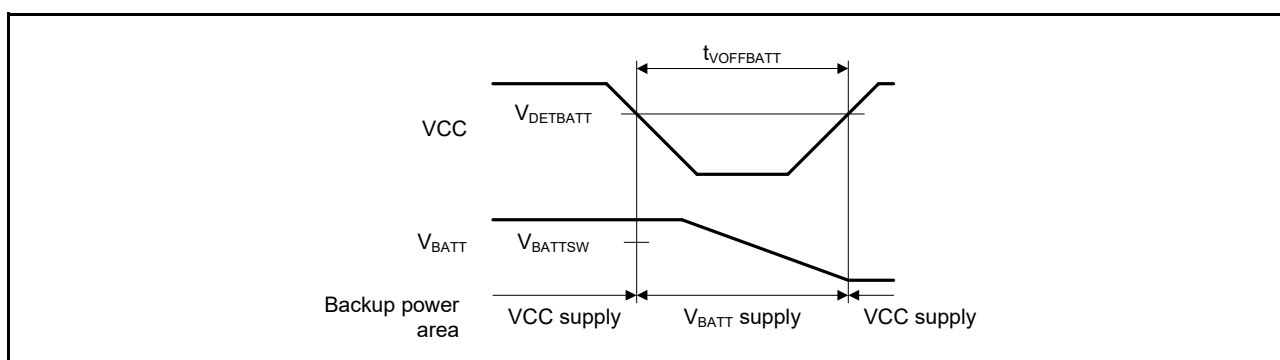 tVOFFBATT
VCC
VDETBATT
VBATT
VBATTSW
Backup power
area
VCC supply
VBATT supply
VCC supply